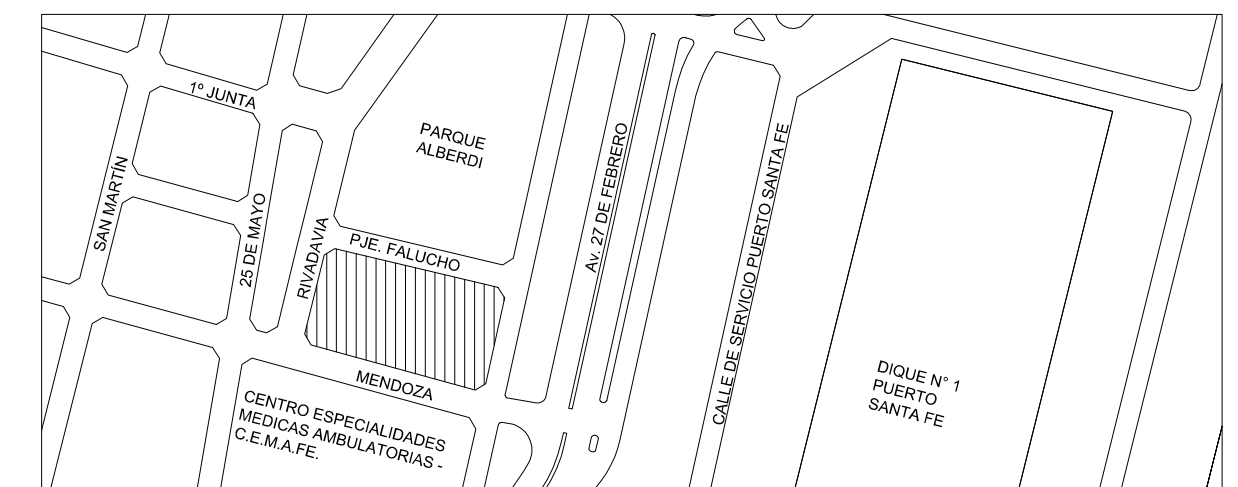 1º JUNTA
PARQUE
ALBERDI
SAN MARTÍN
25 DE MAYO
RIVADAVIA
PJE. FALUCHO
Av. 27 DE FEBRERO
CALLE DE SERVICIO PUERTO SANTA FE
MENDOZA
DIQUE N° 1
PUERTO
SANTA FE
CENTRO ESPECIALIDADES
MEDICAS AMBULATORIAS -
C.E.M.A.FE.